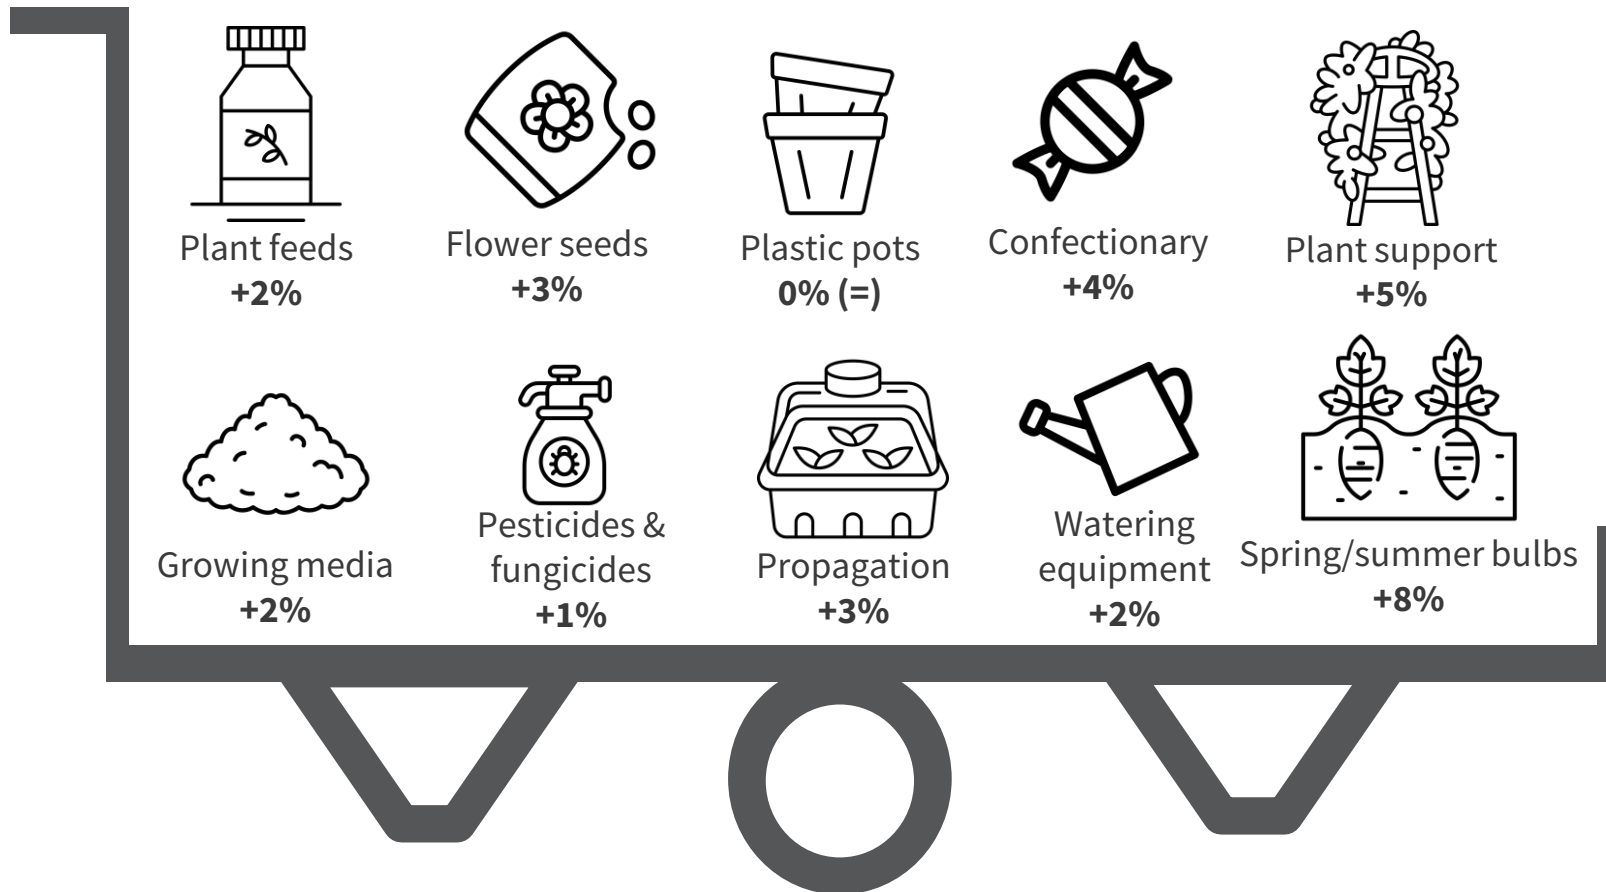 Plant feeds
+2%
Flower seeds
+3%
Plastic pots
0% (=)
Confectionary
+4%
Plant support
+5%
Growing media
+2%
Pesticides &
fungicides
+1%
Propagation
+3%
Watering
equipment
+2%
Spring/summer bulbs
+8%